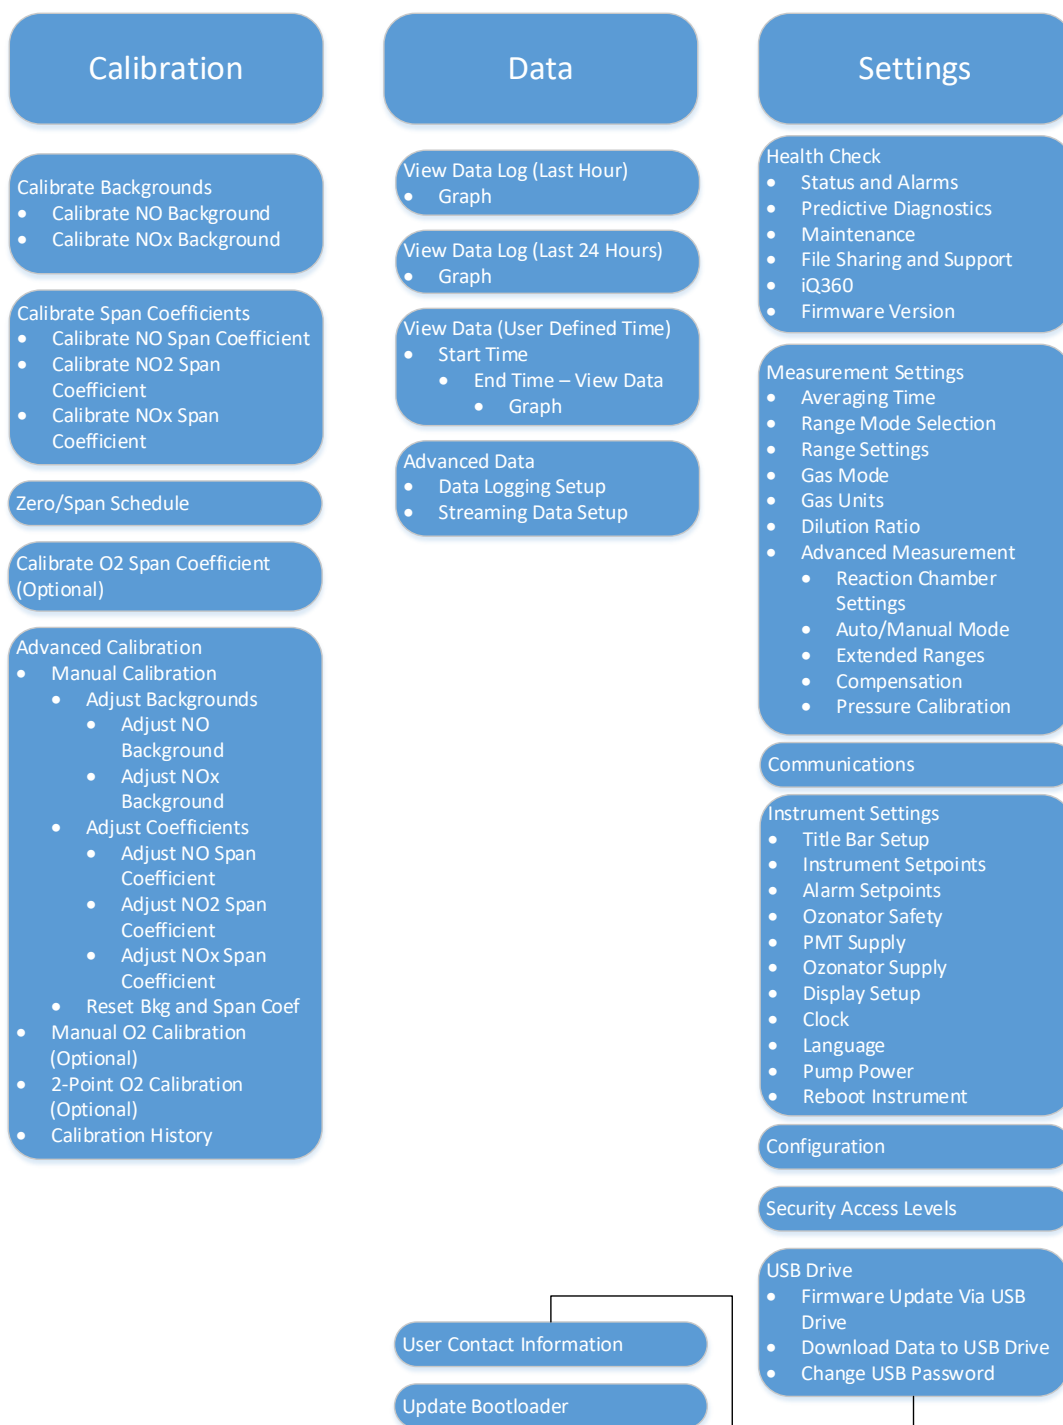 Calibration
Calibrate Backgrounds
• Calibrate NO Background
• Calibrate NOx Background
Calibrate Span Coefficients
• Calibrate NO Span Coefficient
• Calibrate NO2 Span
Coefficient
• Calibrate NOx Span
Coefficient
Zero/Span Schedule
Calibrate O2 Span Coefficient
(Optional)
Advanced Calibration
• Manual Calibration
• Adjust Backgrounds
• Adjust NO
Background
• Adjust NOx
Background
• Adjust Coefficients
• Adjust NO Span
Coefficient
• Adjust NO2 Span
Coefficient
• Adjust NOx Span
Coefficient
• Reset Bkg and Span Coef
• Manual O2 Calibration
(Optional)
• 2-Point O2 Calibration
(Optional)
• Calibration History
Data
View Data Log (Last Hour)
• Graph
View Data Log (Last 24 Hours)
• Graph
View Data (User Defined Time)
• Start Time
• End Time – View Data
• Graph
Advanced Data
• Data Logging Setup
• Streaming Data Setup
Settings
Health Check
• Status and Alarms
• Predictive Diagnostics
• Maintenance
• File Sharing and Support
• iQ360
• Firmware Version
Measurement Settings
• Averaging Time
• Range Mode Selection
• Range Settings
• Gas Mode
• Gas Units
• Dilution Ratio
• Advanced Measurement
• Reaction Chamber
Settings
• Auto/Manual Mode
• Extended Ranges
• Compensation
• Pressure Calibration
Communications
Instrument Settings
• Title Bar Setup
• Instrument Setpoints
• Alarm Setpoints
• Ozonator Safety
• PMT Supply
• Ozonator Supply
• Display Setup
• Clock
• Language
• Pump Power
• Reboot Instrument
Configuration
Security Access Levels
USB Drive
• Firmware Update Via USB
Drive
• Download Data to USB Drive
• Change USB Password
User Contact Information
Update Bootloader